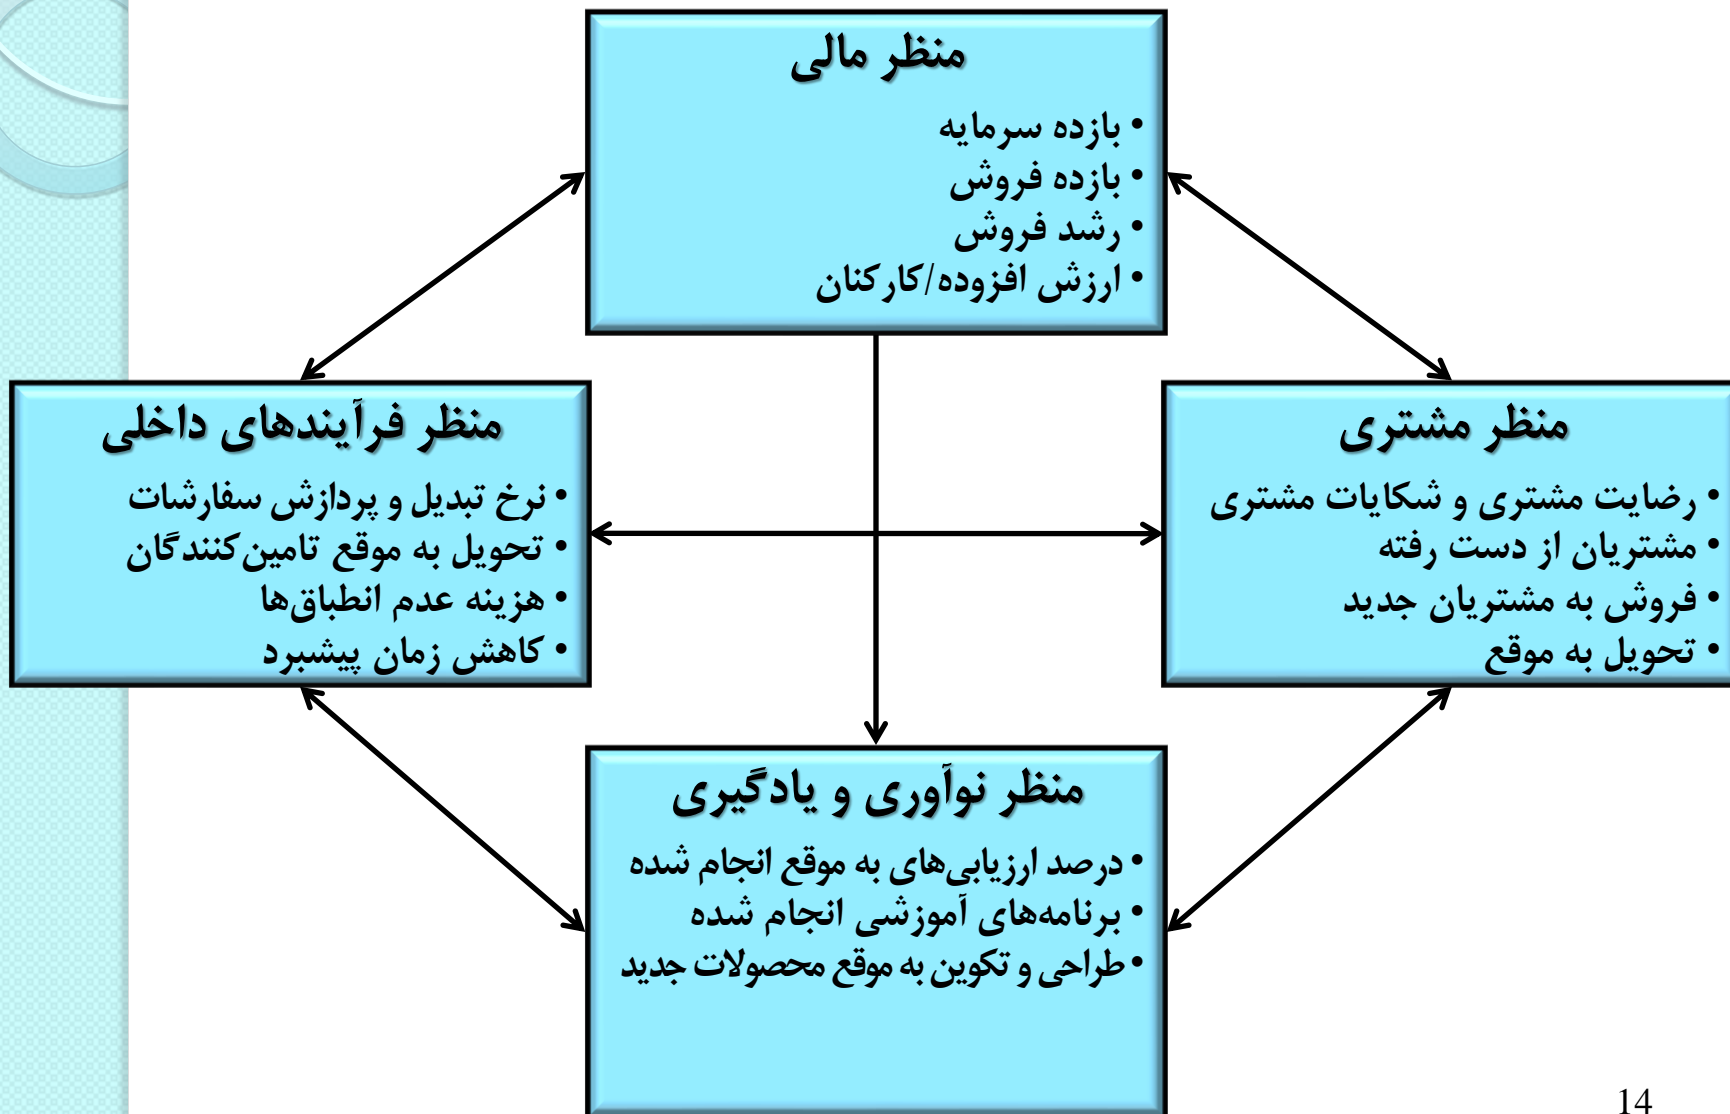 منظر مالی
• بازده سرمایه
• بازده فروش
• رشد فروش
• ارزش افزوده/کارکنان
منظر مشتری
• رضایت مشتری و شکایات مشتری
• مشتریان از دست رفته
• فروش به مشتریان جدید
• تحویل به موقع
منظر فرآیندهای داخلی
• نرخ تبدیل و پردازش سفارشات
• تحویل به موقع تامین‌کنندگان
• هزینه عدم انطباق‌ها
• کاهش زمان پیشبرد
منظر نوآوری و یادگیری
• درصد ارزیابی‌های به موقع انجام شده
• برنامه‌های آموزشی انجام شده
• طراحی و تکوین به موقع محصولات جدید
14